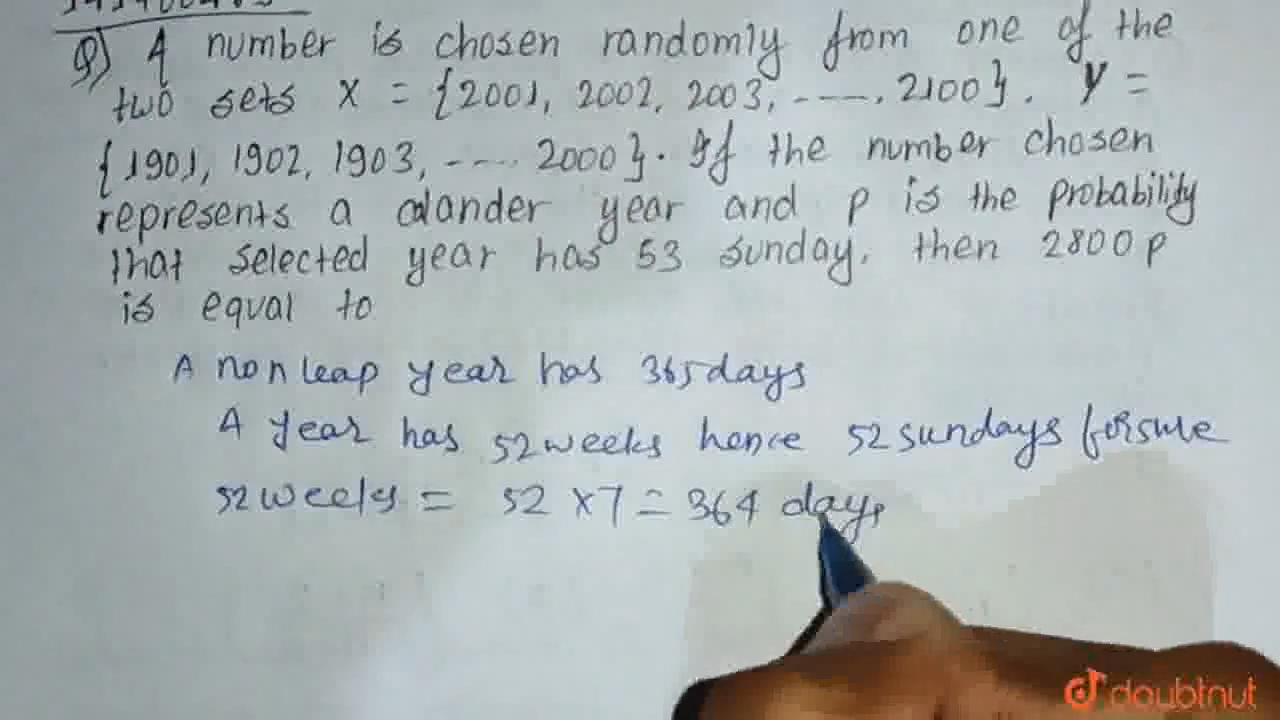 Q) A number is chosen randomly from one of the
two sets X = {2001, 2002, 2003, ----. 2100}. Y =
{1901, 1902, 1903, ---- 2000}. If the number chosen
represents a calander year and p is the probability
that selected year has 53 sunday, then 2800p
is equal to
A non leap year has 365 days
A year has 52 weeks hence 52 sundays for sure
52 weeks = 52 × 7 = 364 days
doubtnut